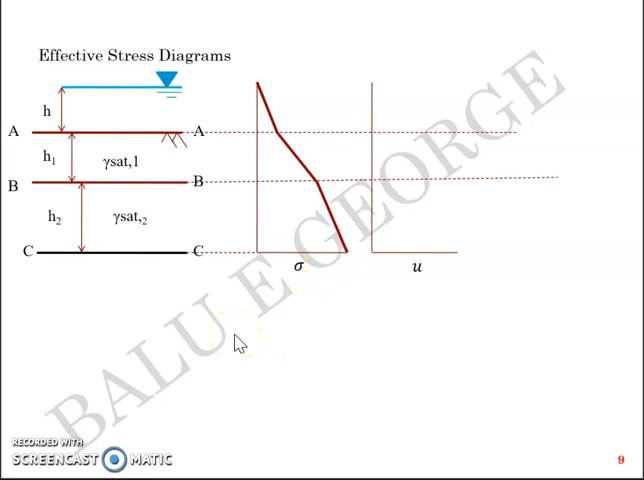 Effective Stress Diagrams
h
A A
h₁ γsat,1
B B
h₂ γsat,₂
C C
σ u
BALU E GEORGE
RECORDED WITH
SCREENCAST MATIC
9